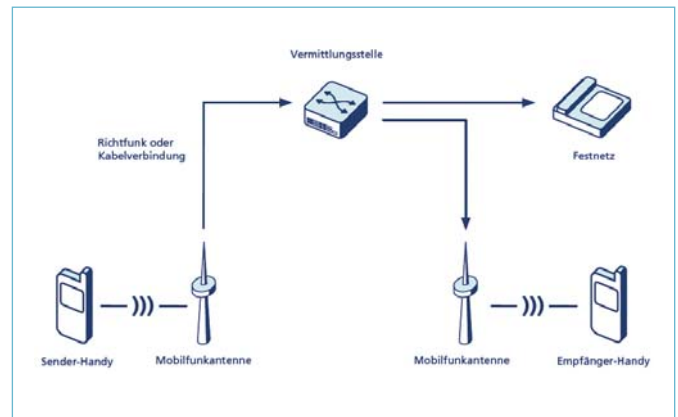 Vermittlungsstelle
Richtfunk oder
Kabelverbindung
Festnetz
Sender-Handy
Mobilfunkantenne
Mobilfunkantenne
Empfänger-Handy